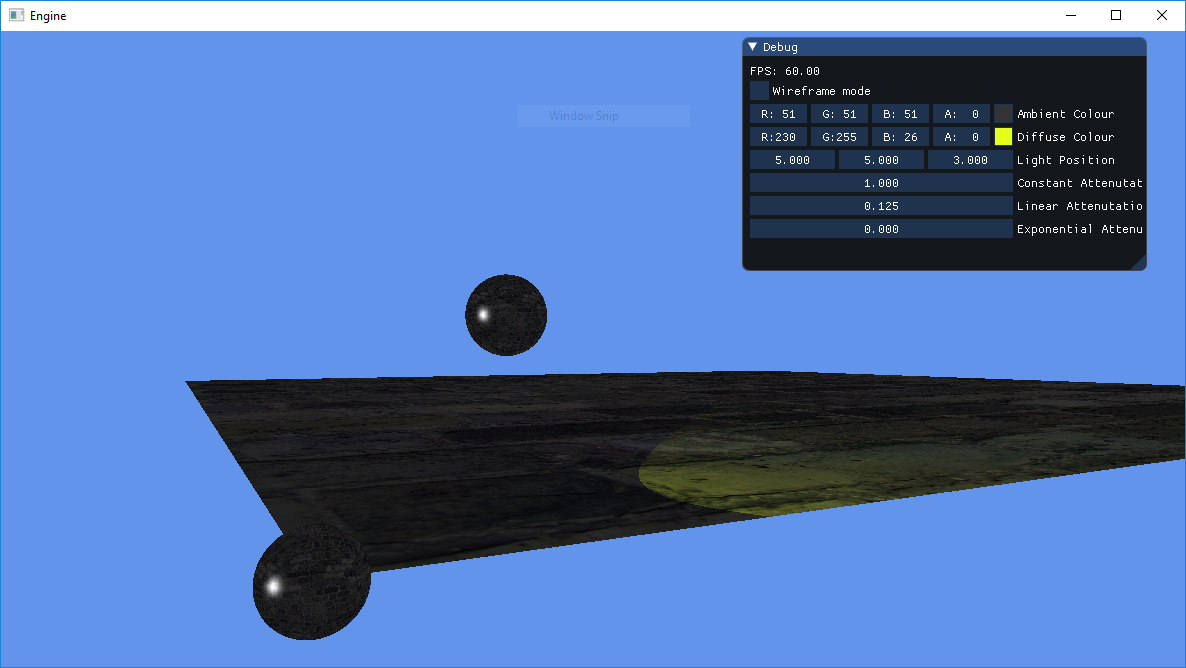 Engine
Debug
FPS: 60.00
Wireframe mode
R: 51 G: 51 B: 51 A: 0 Ambient Colour
R:230 G:255 B: 26 A: 0 Diffuse Colour
5.000 5.000 3.000 Light Position
1.000 Constant Attenutat
0.125 Linear Attenutatio
0.000 Exponential Attenu
Window Snip